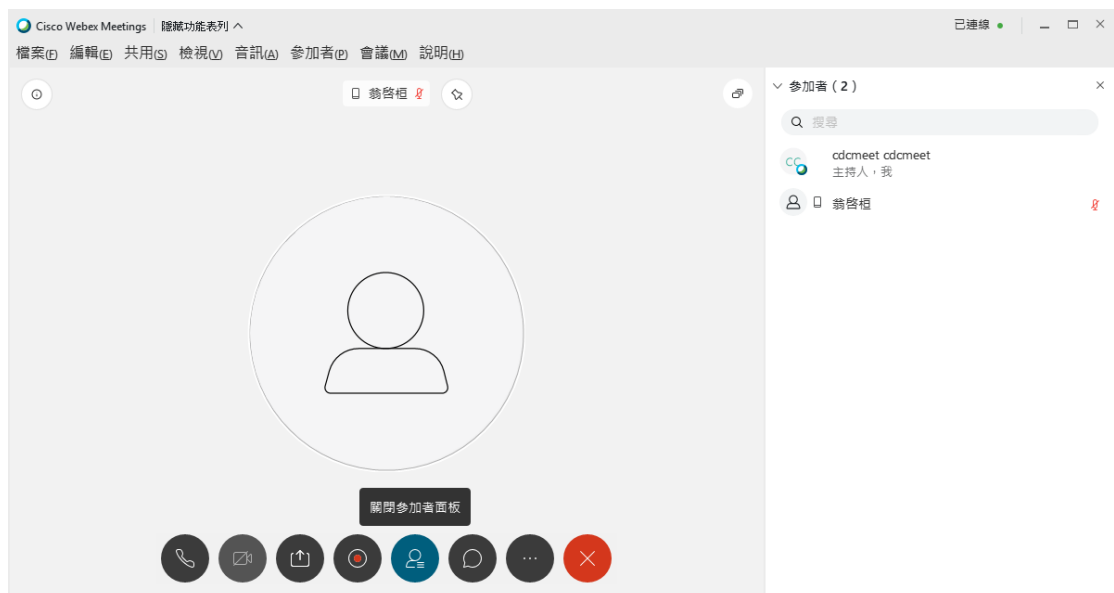 Cisco Webex Meetings 隱藏功能表列
已連線
檔案(F) 編輯(E) 共用(S) 檢視(V) 音訊(A) 參加者(P) 會議(M) 說明(H)
翁啓桓
參加者 (2)
搜尋
CC
cdcmeet cdcmeet
主持人,我
翁啓桓
關閉參加者面板